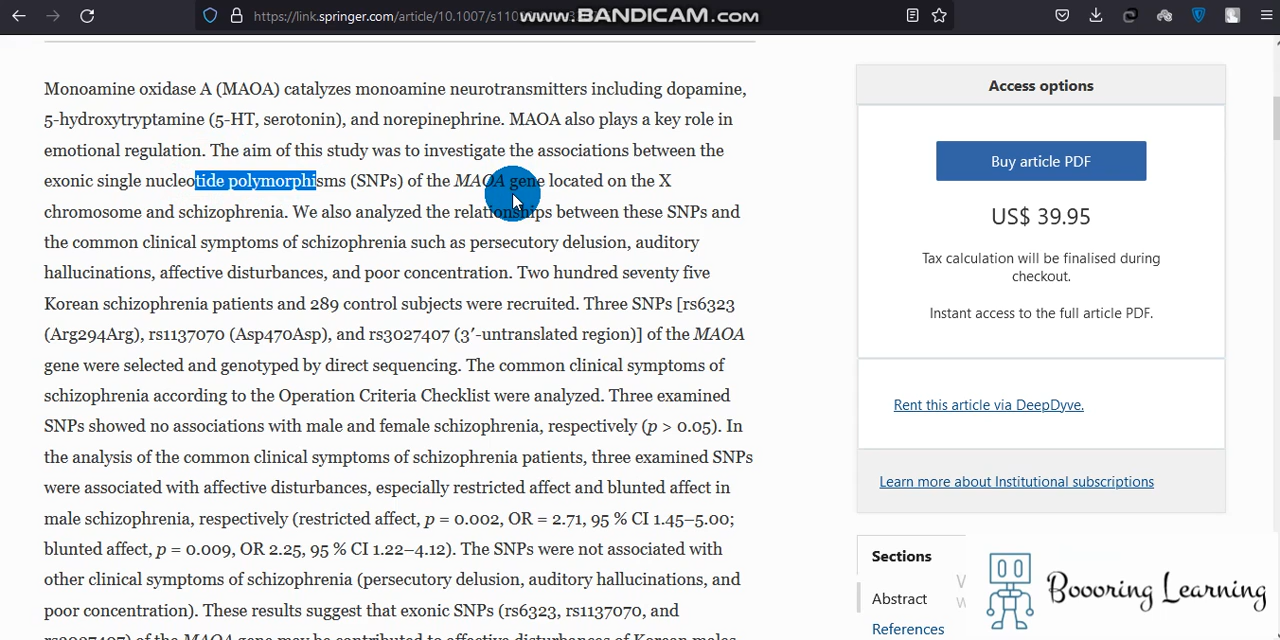 https://link.springer.com/article/10.1007/s110
www.BANDICAM.com
Monoamine oxidase A (MAOA) catalyzes monoamine neurotransmitters including dopamine,
5-hydroxytryptamine (5-HT, serotonin), and norepinephrine. MAOA also plays a key role in
emotional regulation. The aim of this study was to investigate the associations between the
exonic single nucleotide polymorphisms (SNPs) of the MAOA gene located on the X
chromosome and schizophrenia. We also analyzed the relationships between these SNPs and
the common clinical symptoms of schizophrenia such as persecutory delusion, auditory
hallucinations, affective disturbances, and poor concentration. Two hundred seventy five
Korean schizophrenia patients and 289 control subjects were recruited. Three SNPs [rs6323
(Arg294Arg), rs1137070 (Asp470Asp), and rs3027407 (3′-untranslated region)] of the MAOA
gene were selected and genotyped by direct sequencing. The common clinical symptoms of
schizophrenia according to the Operation Criteria Checklist were analyzed. Three examined
SNPs showed no associations with male and female schizophrenia, respectively (p > 0.05). In
the analysis of the common clinical symptoms of schizophrenia patients, three examined SNPs
were associated with affective disturbances, especially restricted affect and blunted affect in
male schizophrenia, respectively (restricted affect, p = 0.002, OR = 2.71, 95 % CI 1.45–5.00;
blunted affect, p = 0.009, OR 2.25, 95 % CI 1.22–4.12). The SNPs were not associated with
other clinical symptoms of schizophrenia (persecutory delusion, auditory hallucinations, and
poor concentration). These results suggest that exonic SNPs (rs6323, rs1137070, and
rs3027407) of the MAOA gene may be contributed to affective disturbances of Korean males
Access options
Buy article PDF
US$ 39.95
Tax calculation will be finalised during
checkout.
Instant access to the full article PDF.
Rent this article via DeepDyve.
Learn more about Institutional subscriptions
Sections
Abstract
References
Boooring Learning